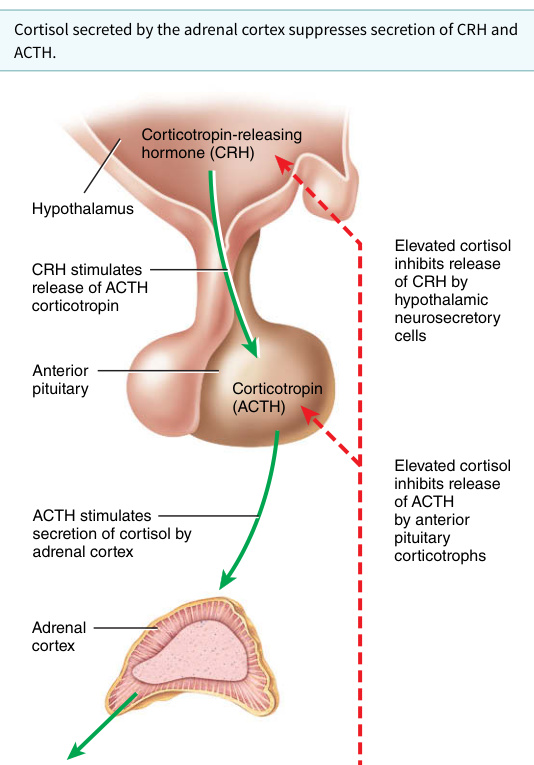 Cortisol secreted by the adrenal cortex suppresses secretion of CRH and
ACTH.
Corticotropin-releasing
hormone (CRH)
Hypothalamus
Elevated cortisol
inhibits release
of CRH by
hypothalamic
neurosecretory
cells
CRH stimulates
release of ACTH
corticotropin
Anterior
pituitary
Corticotropin
(ACTH)
Elevated cortisol
inhibits release
of ACTH
by anterior
pituitary
corticotrophs
ACTH stimulates
secretion of cortisol by
adrenal cortex
Adrenal
cortex